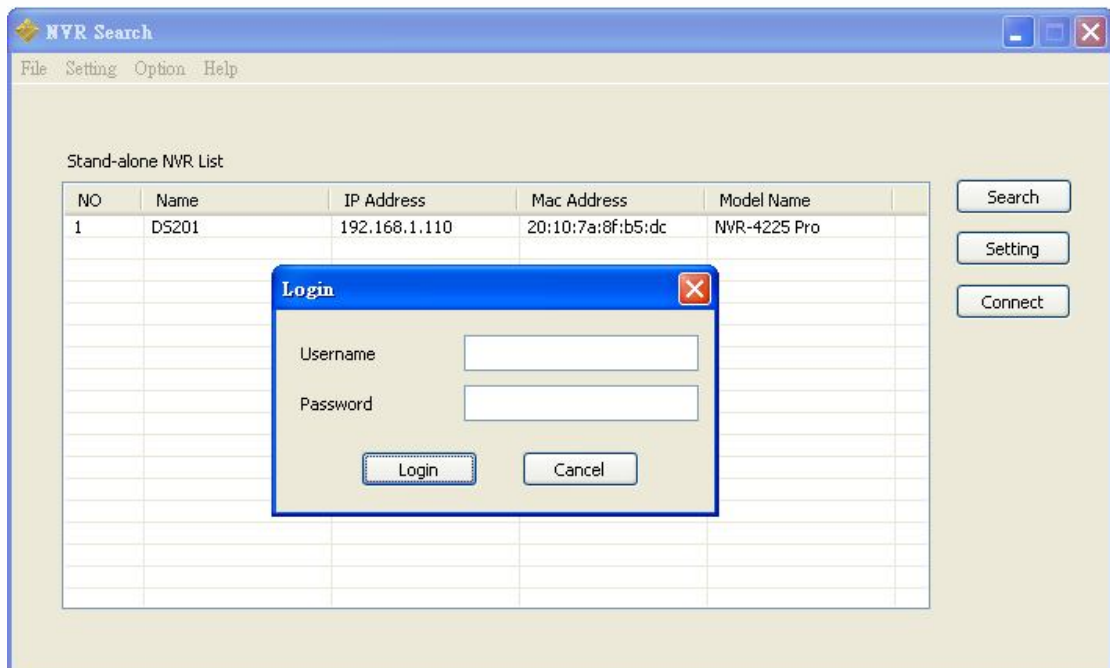 NVR Search
File Setting Option Help
Stand-alone NVR List
NO Name IP Address Mac Address Model Name
1 DS201 192.168.1.110 20:10:7a:8f:b5:dc NVR-4225 Pro
Search
Setting
Connect
Login
Username
Password
Login Cancel